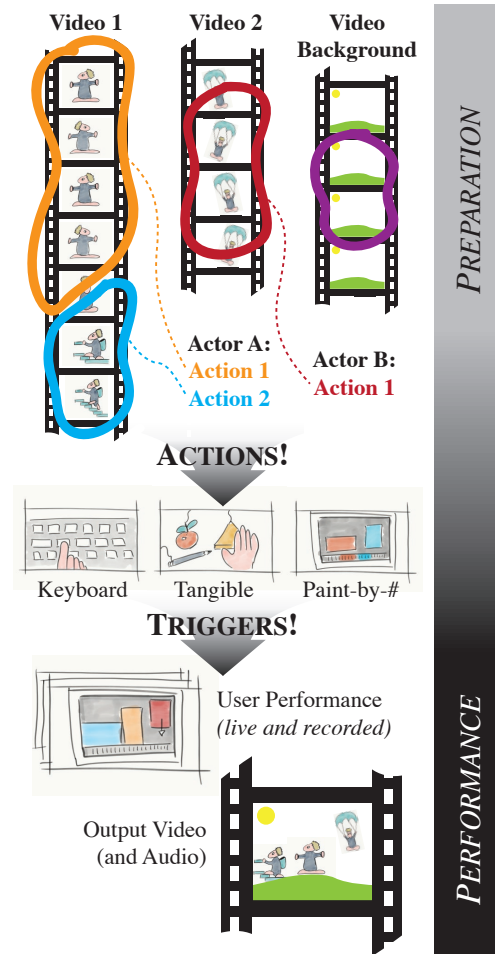 Video 1
Video 2
Video
Background
Actor A:
Action 1
Action 2
Actor B:
Action 1
ACTIONS!
Keyboard
Tangible
Paint-by-#
TRIGGERS!
User Performance
(live and recorded)
Output Video
(and Audio)
PREPARATION
PERFORMANCE